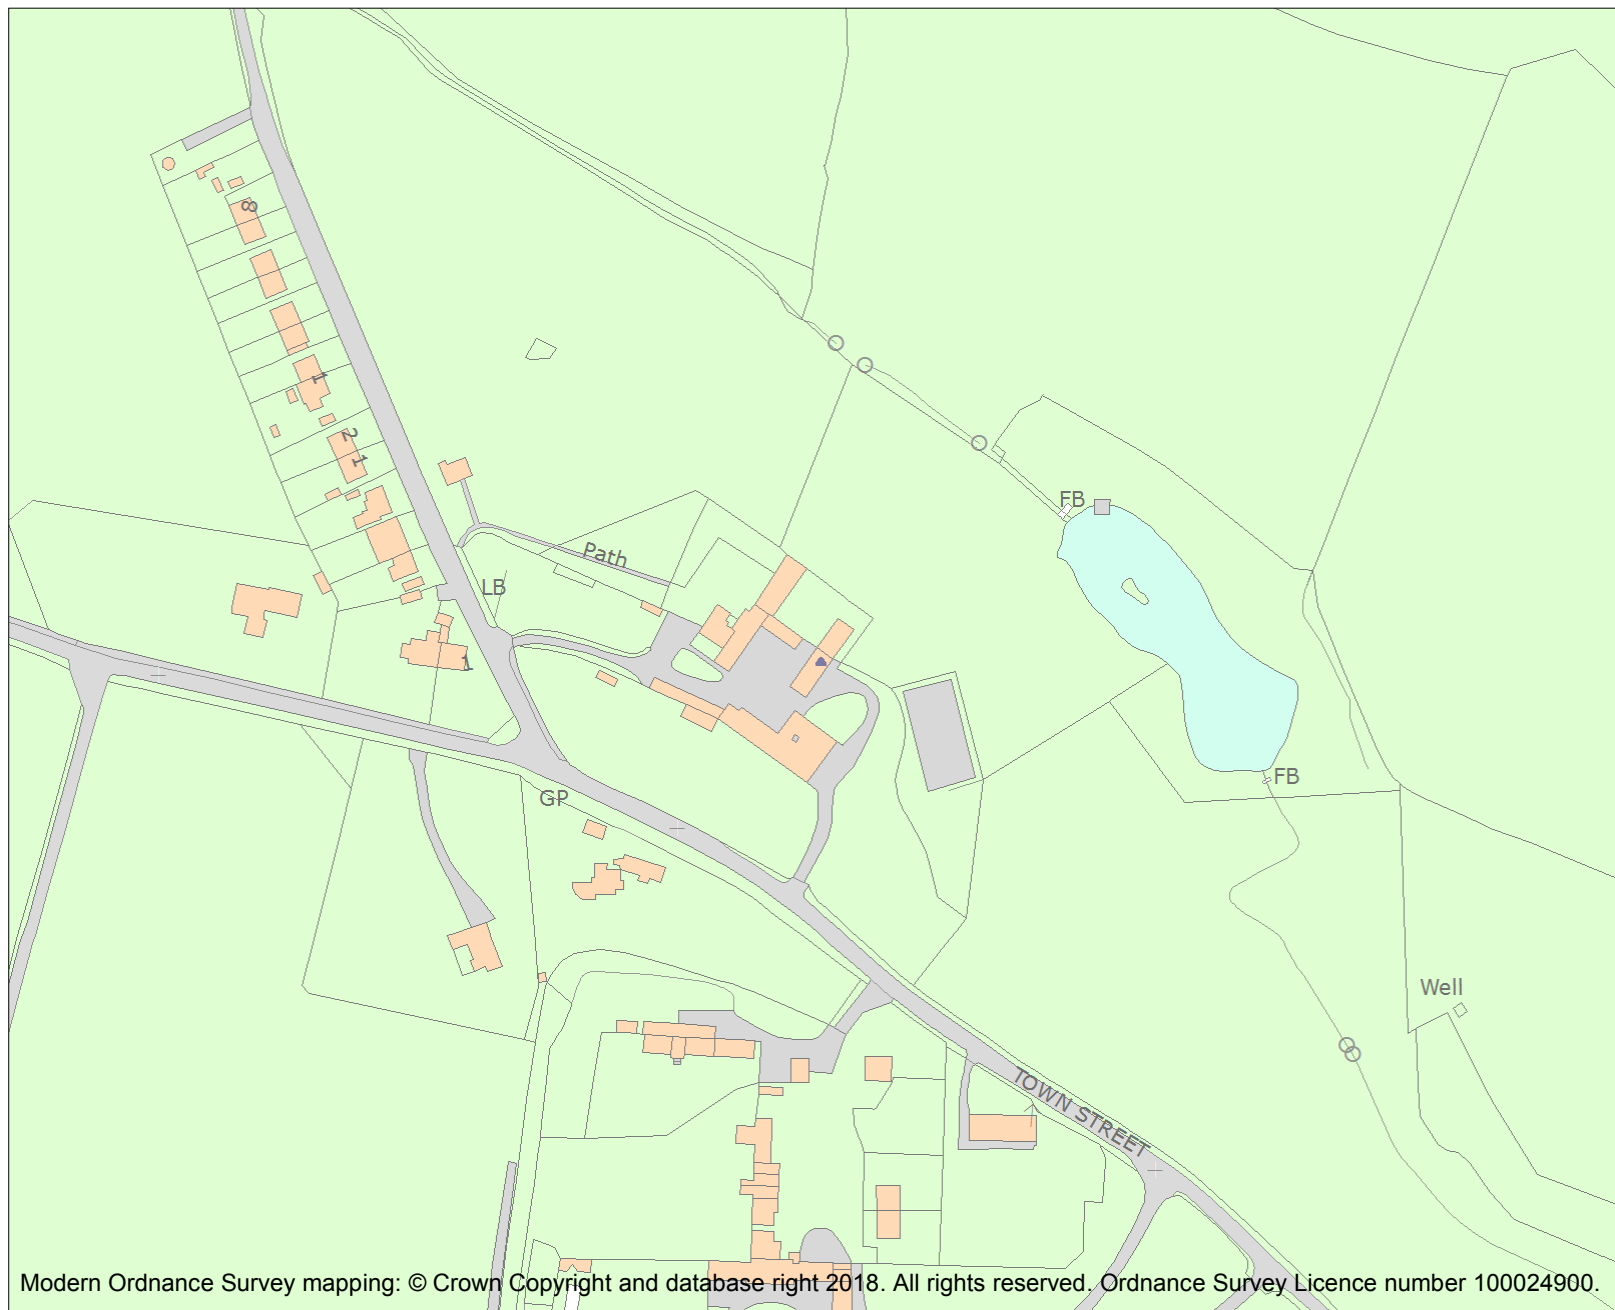 8
1
2
1
FB
Path
LB
1
FB
GP
Well
TOWN STREET
Modern Ordnance Survey mapping: © Crown Copyright and database right 2018. All rights reserved. Ordnance Survey Licence number 100024900.